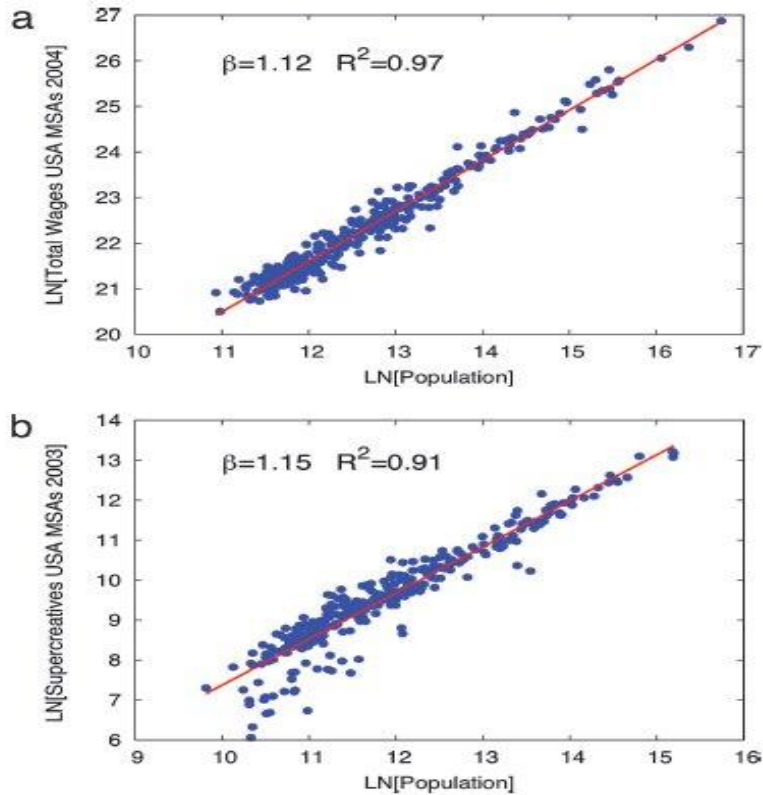 a
27
26
25
24
23
22
21
20
LN[Total Wages USA MSAs 2004]
β=1.12 R²=0.97
10 11 12 13 14 15 16 17
LN[Population]
b
14
13
12
11
10
9
8
7
6
LN[Supercreatives USA MSAs 2003]
β=1.15 R²=0.91
9 10 11 12 13 14 15 16
LN[Population]